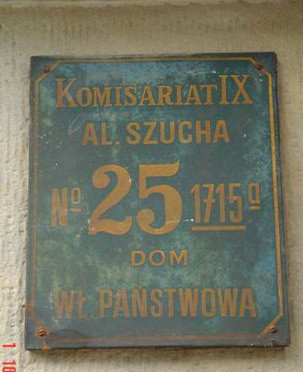 KOMISARIAT IX
AL. SZUCHA
Nº 25 1715ª
DOM
WŁ. PAŃSTWOWA